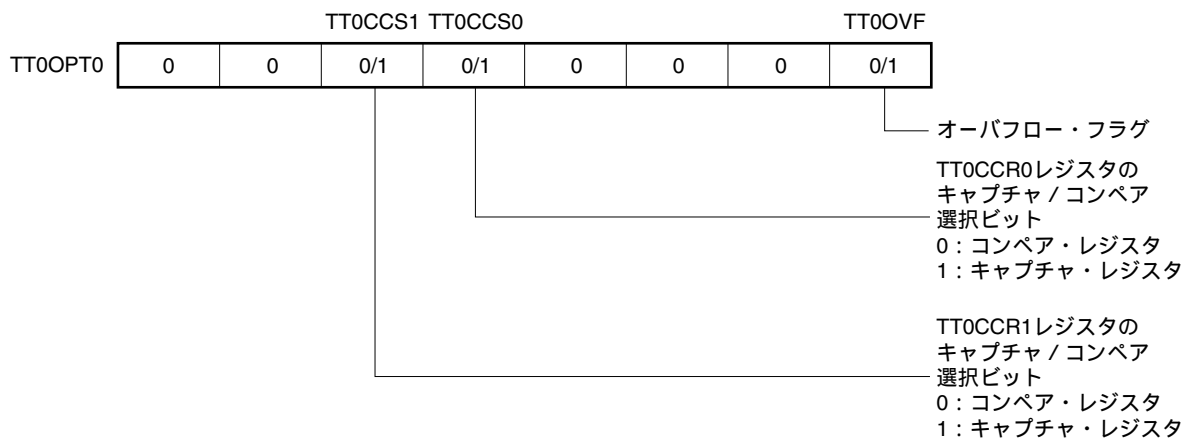 TT0CCS1 TT0CCS0 TT0OVF
TT0OPT0 0 0 0/1 0/1 0 0 0 0/1
オーバフロー・フラグ
TT0CCR0レジスタの
キャプチャ／コンペア
選択ビット
0：コンペア・レジスタ
1：キャプチャ・レジスタ
TT0CCR1レジスタの
キャプチャ／コンペア
選択ビット
0：コンペア・レジスタ
1：キャプチャ・レジスタ